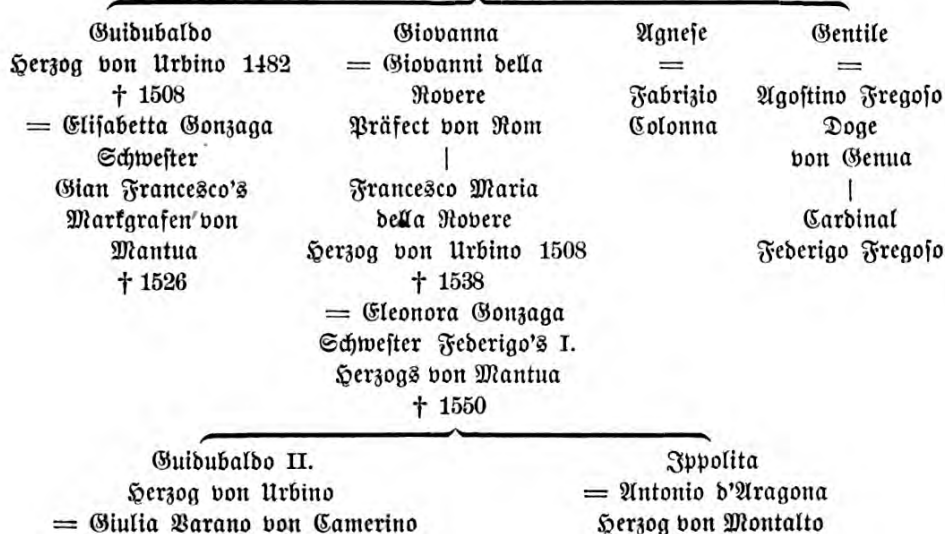 Guidubaldo
Herzog von Urbino 1482
† 1508
= Elisabetta Gonzaga
Schwester
Gian Francesco's
Markgrafen von
Mantua
† 1526
Giovanna
= Giovanni della
Rovere
Präfect von Rom
|
Francesco Maria
della Rovere
Herzog von Urbino 1508
† 1538
= Eleonora Gonzaga
Schwester Federigo's I.
Herzogs von Mantua
† 1550
Agnese
=
Fabrizio
Colonna
Gentile
=
Agostino Fregoso
Doge
von Genua
|
Cardinal
Federigo Fregoso
Guidubaldo II.
Herzog von Urbino
= Giulia Varano von Camerino
Ippolita
= Antonio d'Aragona
Herzog von Montalto